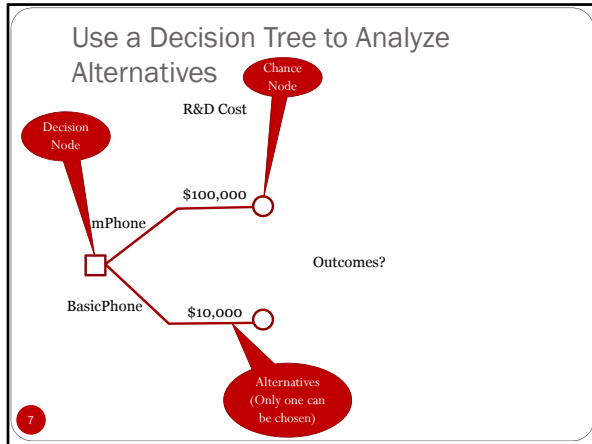 Use a Decision Tree to Analyze
Alternatives
Chance
Node
R&D Cost
Decision
Node
$100,000
mPhone
Outcomes?
BasicPhone
$10,000
Alternatives
(Only one can
be chosen)
7